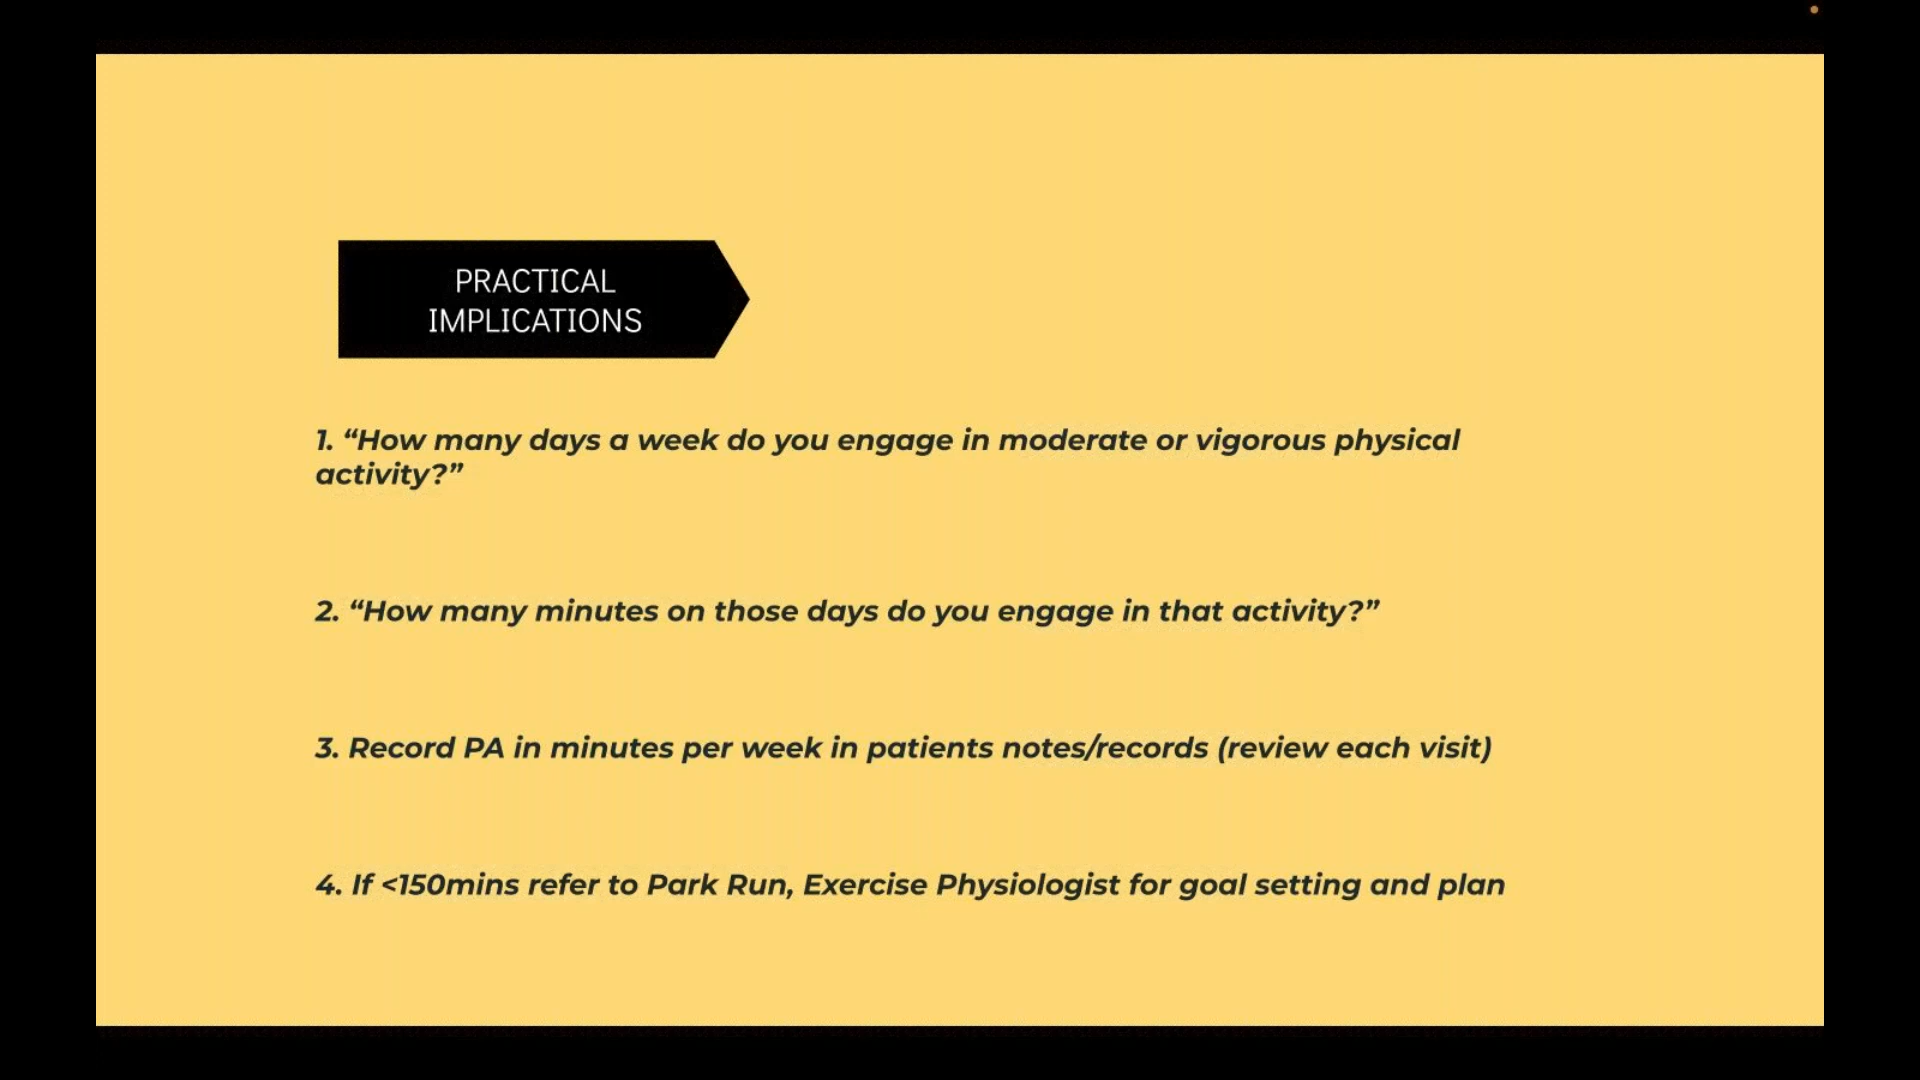 PRACTICAL
IMPLICATIONS
1. “How many days a week do you engage in moderate or vigorous physical
activity?”
2. “How many minutes on those days do you engage in that activity?”
3. Record PA in minutes per week in patients notes/records (review each visit)
4. If <150mins refer to Park Run, Exercise Physiologist for goal setting and plan